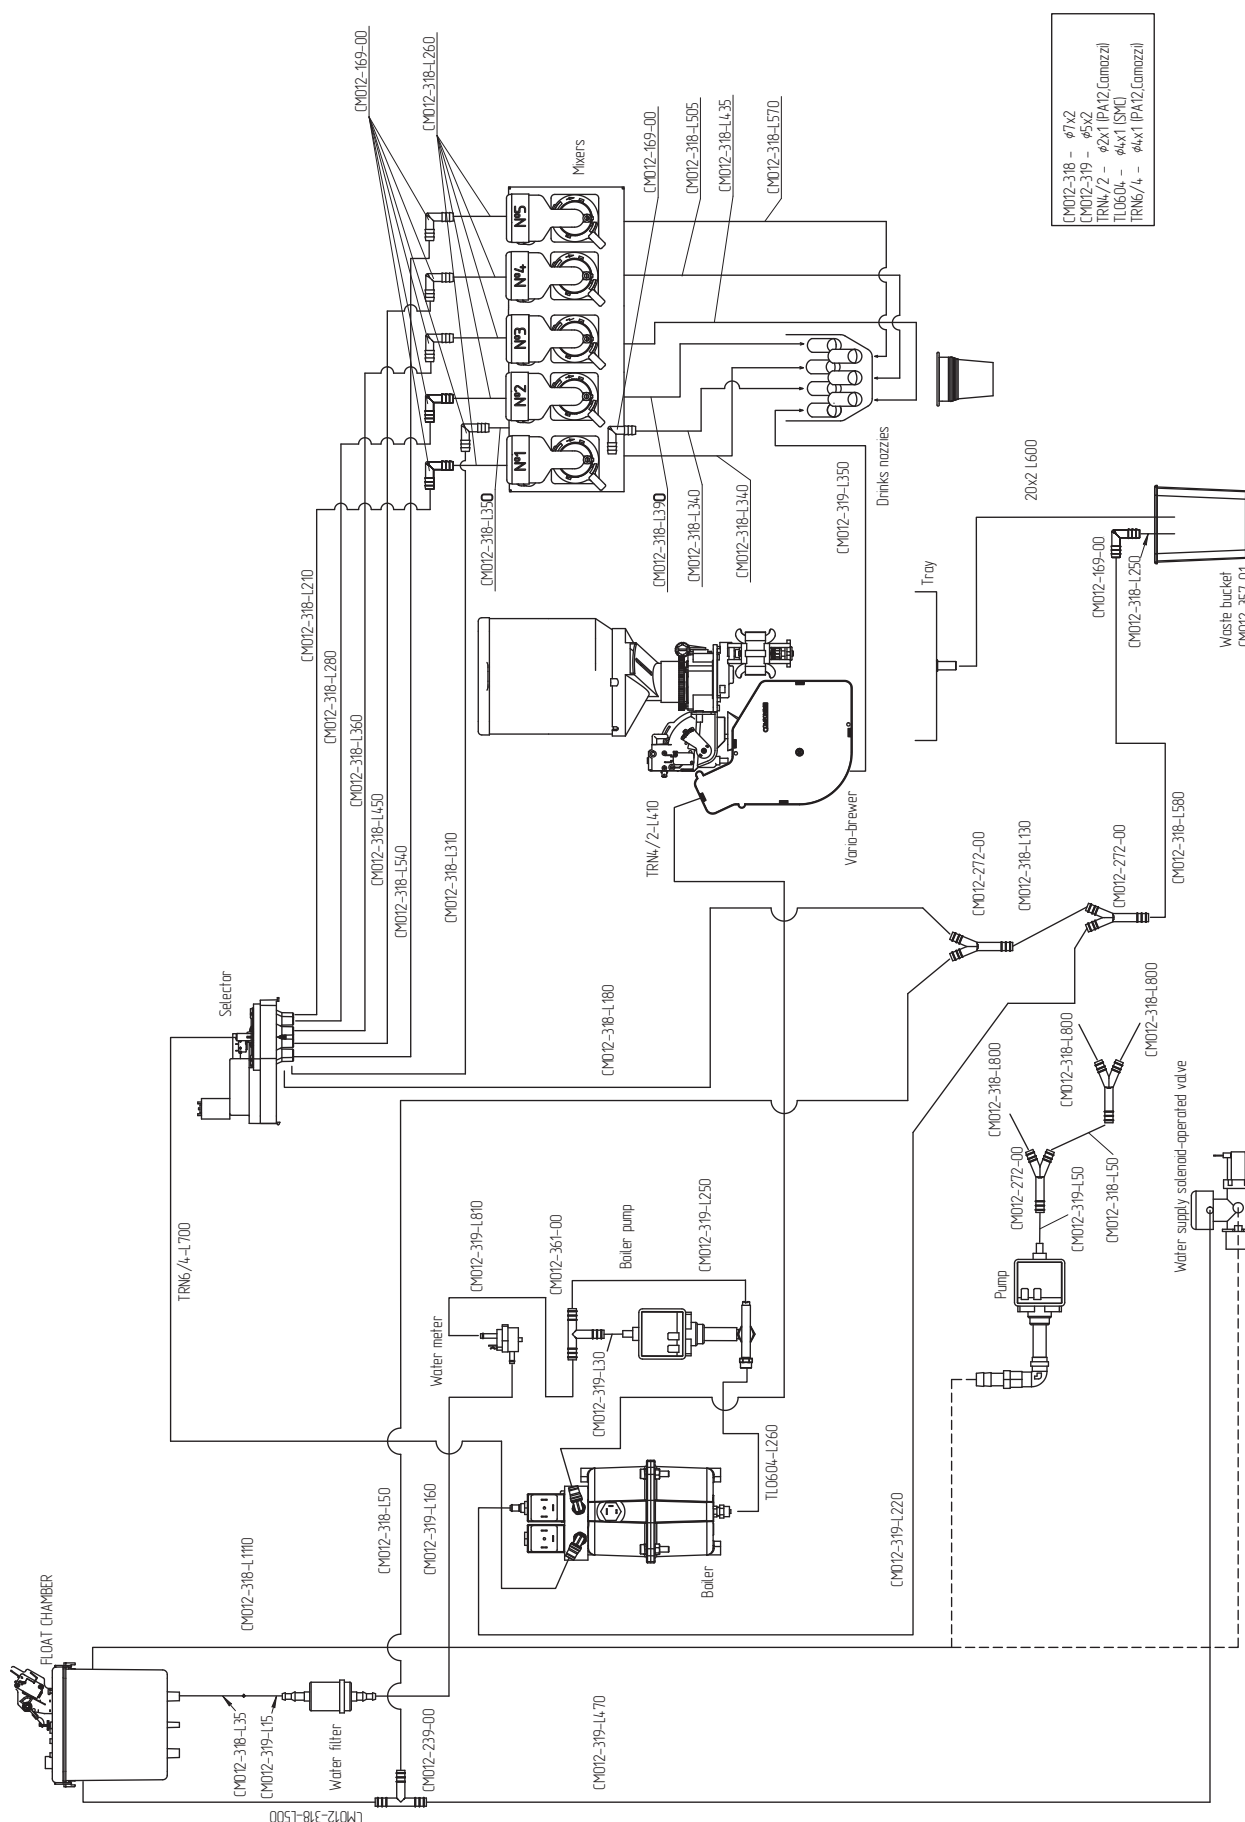 CM012-169-00
CM012-318-L260
Mixers
CM012-169-00
CM012-318-L505
CM012-318-L435
CM012-318-L570
CM012-318 - ϕ7x2
CM012-319 - ϕ5x2
TRN4/2 - ϕ2x1 (PA12,Camozzi)
TL0604 - ϕ4x1 (SMC)
TRN6/4 - ϕ4x1 (PA12,Camozzi)
№1
№2
№3
№4
№5
CM012-318-L350
CM012-318-L390
CM012-318-L340
CM012-318-L340
CM012-319-L350
Drinks nozzles
20x2 L600
CM012-318-L210
CM012-318-L280
CM012-318-L360
CM012-318-L450
CM012-318-L540
CM012-318-L310
Tray
CM012-169-00
CM012-318-L250
Waste bucket
CM012-357-01
TRN4/2-L410
Vario-brewer
CM012-272-00
CM012-318-L130
CM012-272-00
CM012-318-L580
Selector
CM012-318-L180
TRN6/4-L700
Water meter
CM012-319-L810
CM012-361-00
Boiler pump
CM012-319-L250
CM012-319-L30
TL0604-L260
CM012-318-L800
CM012-318-L800
CM012-318-L800
CM012-272-00
CM012-319-L50
CM012-318-L50
Pump
Water supply solenoid-operated valve
Boiler
CM012-319-L220
CM012-318-L50
CM012-319-L160
CM012-318-L1110
FLOAT CHAMBER
CM012-318-L35
CM012-319-L15
Water filter
CM012-239-00
CM012-319-L470
CM012-318-L500